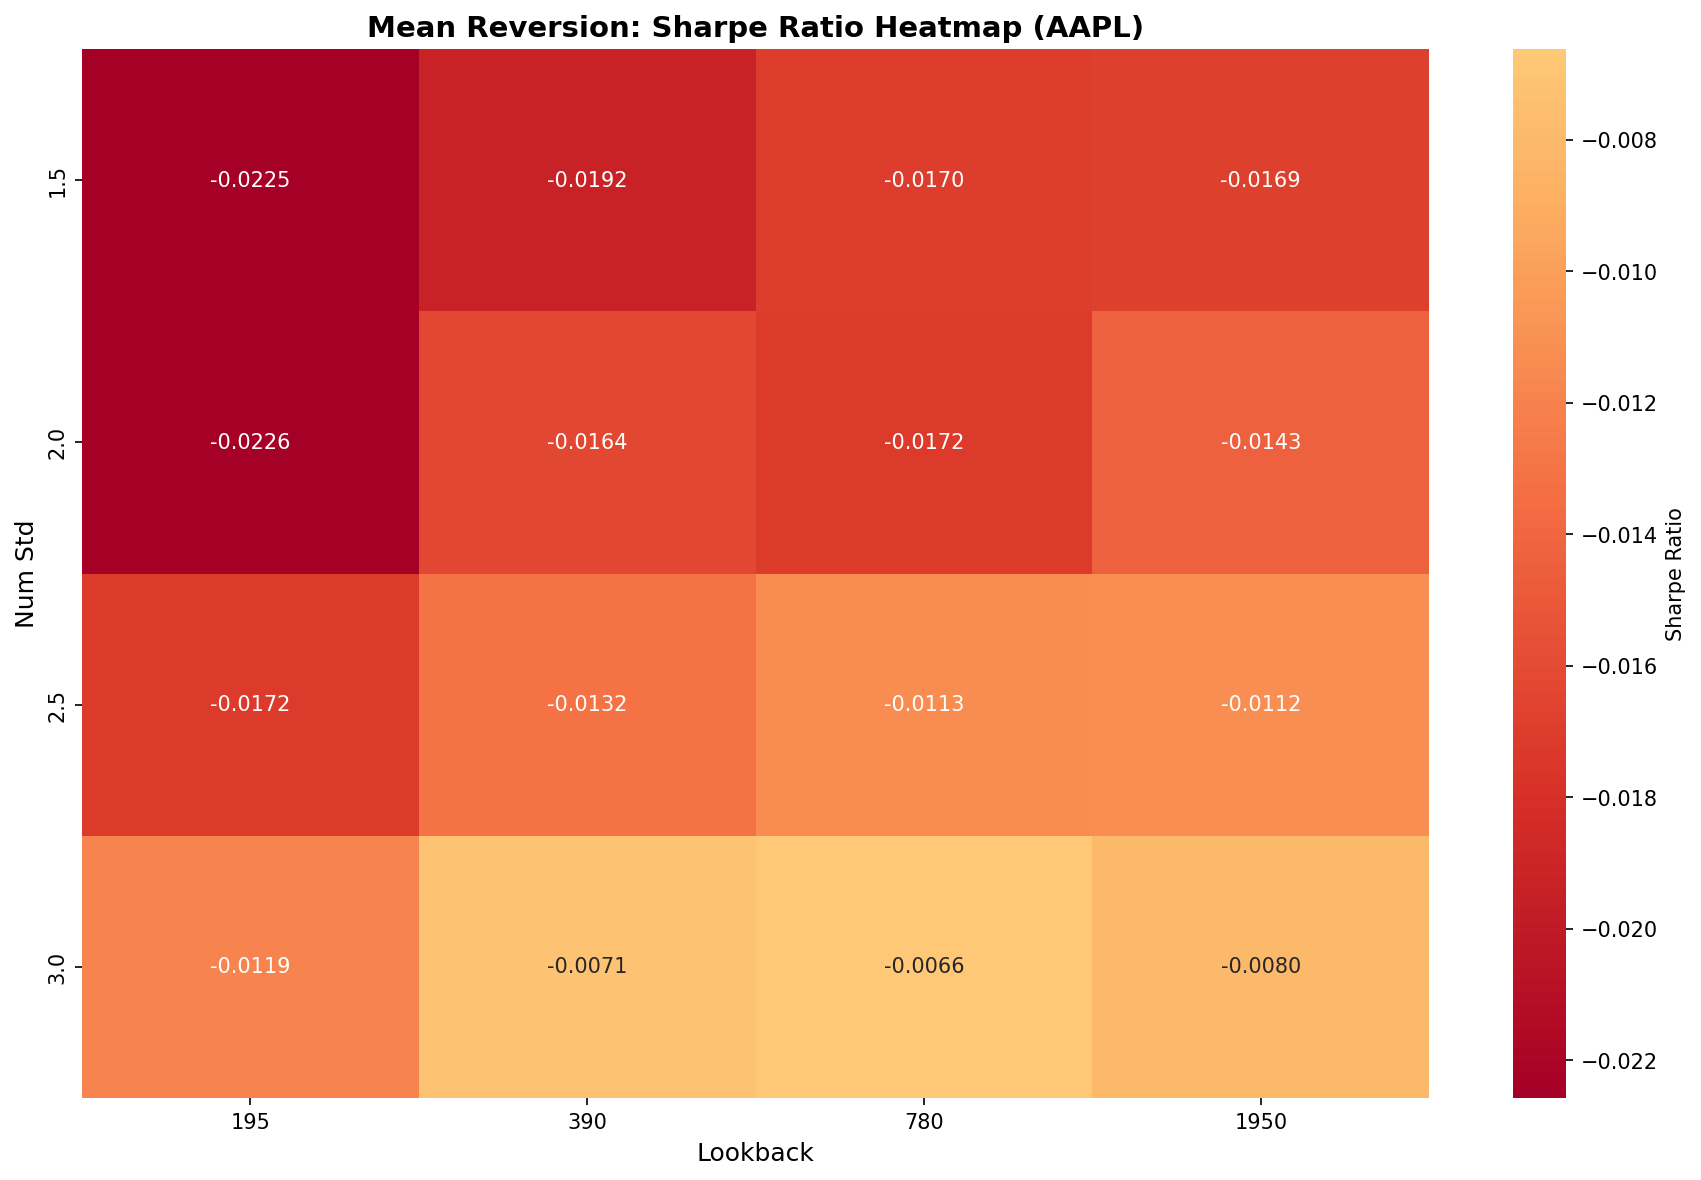 Mean Reversion: Sharpe Ratio Heatmap (AAPL)
1.5
-0.0225 -0.0192 -0.0170 -0.0169
2.0
-0.0226 -0.0164 -0.0172 -0.0143
2.5
-0.0172 -0.0132 -0.0113 -0.0112
3.0
-0.0119 -0.0071 -0.0066 -0.0080
Num Std
195 390 780 1950
Lookback
−0.008
−0.010
−0.012
−0.014
−0.016
−0.018
−0.020
−0.022
Sharpe Ratio